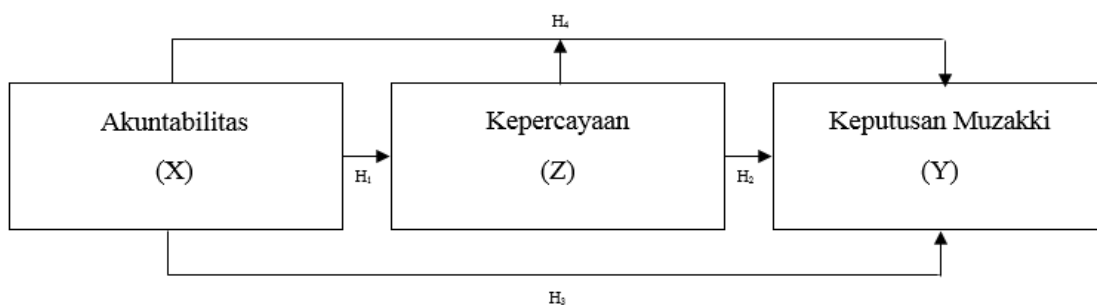 H₄
Akuntabilitas
(X)
Kepercayaan
(Z)
Keputusan Muzakki
(Y)
H₁
H₂
H₃